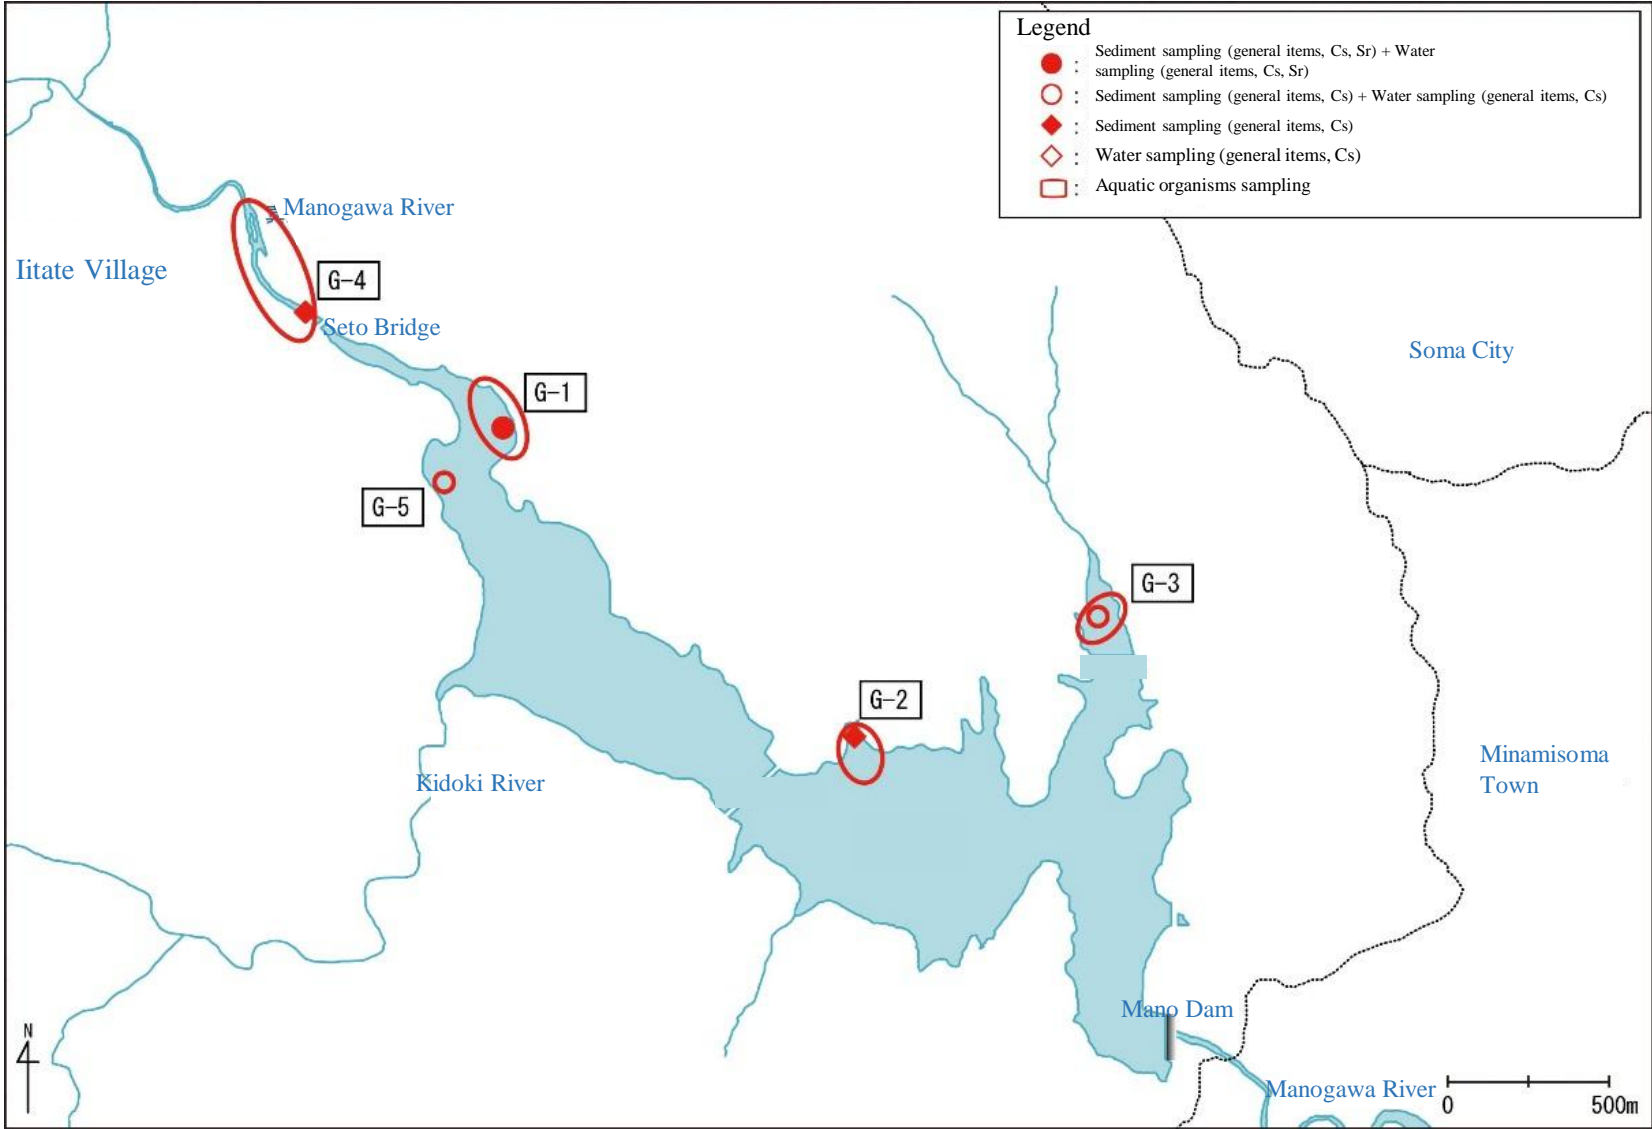 Legend
: Sediment sampling (general items, Cs, Sr) + Water
sampling (general items, Cs, Sr)
: Sediment sampling (general items, Cs) + Water sampling (general items, Cs)
: Sediment sampling (general items, Cs)
: Water sampling (general items, Cs)
: Aquatic organisms sampling
Manogawa River
Iitate Village
G-4
Seto Bridge
Soma City
G-1
G-5
G-3
G-2
Kidoki River
Minamisoma
Town
Mano Dam
N
Manogawa River
0 500m